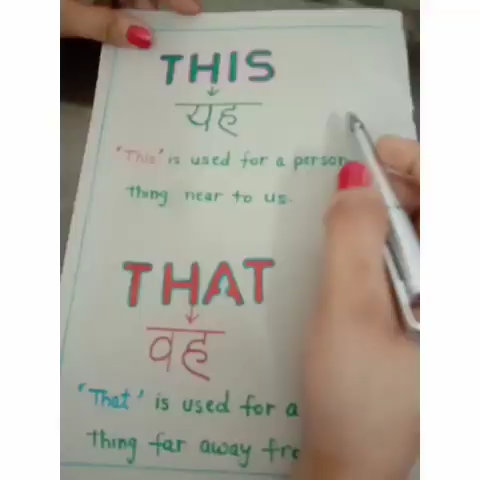 THIS
यह
'This' is used for a person
thing near to us.
THAT
वह
'That' is used for a
thing far away